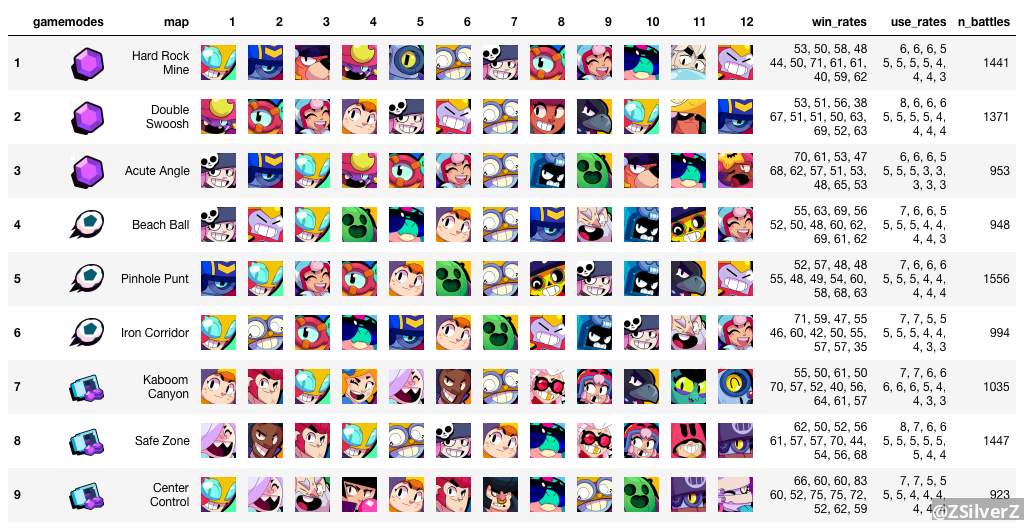 gamemodes map 1 2 3 4 5 6 7 8 9 10 11 12 win_rates use_rates n_battles
1 Hard Rock Mine 53, 50, 58, 48 44, 50, 71, 61, 61, 40, 59, 62 6, 6, 6, 5 5, 5, 5, 5, 4, 4, 4, 3 1441
2 Double Swoosh 53, 51, 56, 38 67, 51, 51, 50, 63, 69, 52, 63 8, 6, 6, 6 5, 5, 5, 5, 4, 4, 4, 4 1371
3 Acute Angle 70, 61, 53, 47 68, 62, 57, 51, 53, 48, 65, 53 6, 6, 6, 5 5, 5, 5, 3, 3, 3, 3, 3 953
4 Beach Ball 55, 63, 69, 56 52, 50, 48, 60, 62, 69, 61, 62 7, 6, 6, 5 5, 5, 5, 4, 4, 4, 4, 3 948
5 Pinhole Punt 52, 57, 48, 48 55, 48, 49, 54, 60, 58, 68, 63 7, 6, 6, 6 5, 5, 5, 4, 4, 4, 4, 4 1556
6 Iron Corridor 71, 59, 47, 55 46, 60, 42, 50, 55, 57, 57, 35 7, 7, 5, 5 5, 5, 5, 4, 4, 4, 3, 3 994
7 Kaboom Canyon 55, 50, 61, 50 70, 57, 52, 40, 56, 64, 61, 57 7, 7, 6, 6 6, 6, 6, 5, 4, 4, 3, 3 1035
8 Safe Zone 62, 50, 52, 56 61, 57, 57, 70, 44, 54, 56, 68 8, 7, 6, 6 5, 5, 5, 5, 5, 5, 4, 4 1447
9 Center Control 66, 60, 60, 83 60, 52, 75, 75, 72, 52, 62, 59 7, 7, 5, 5 5, 5, 4, 4, 4, 4, 923
@ZSilverZ